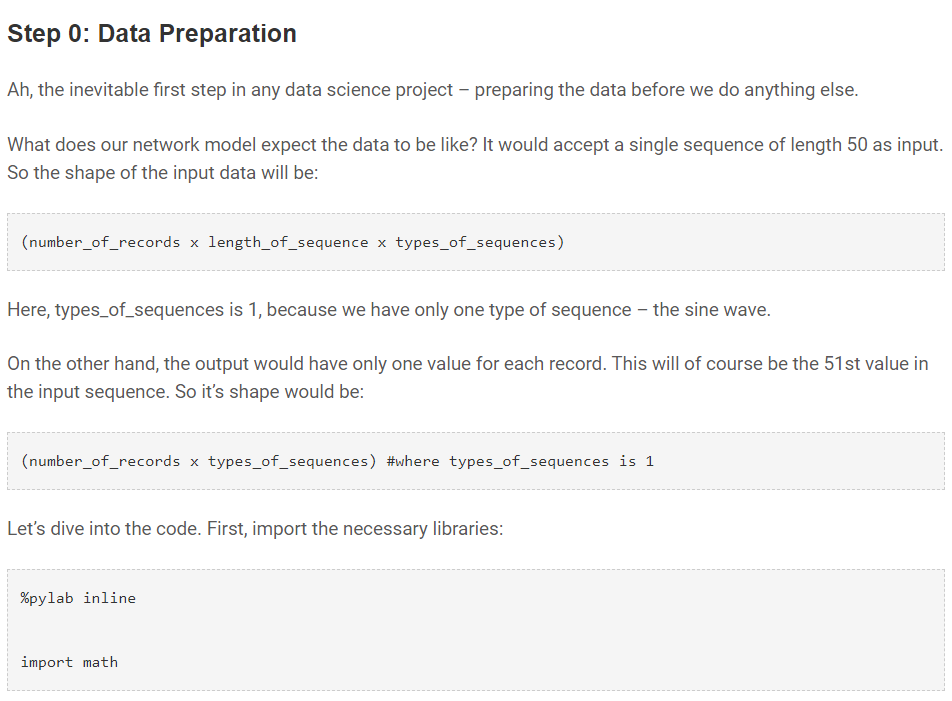 Step 0: Data Preparation
Ah, the inevitable first step in any data science project – preparing the data before we do anything else.
What does our network model expect the data to be like? It would accept a single sequence of length 50 as input.
So the shape of the input data will be:
(number_of_records x length_of_sequence x types_of_sequences)
Here, types_of_sequences is 1, because we have only one type of sequence – the sine wave.
On the other hand, the output would have only one value for each record. This will of course be the 51st value in
the input sequence. So it’s shape would be:
(number_of_records x types_of_sequences) #where types_of_sequences is 1
Let’s dive into the code. First, import the necessary libraries:
%pylab inline
import math